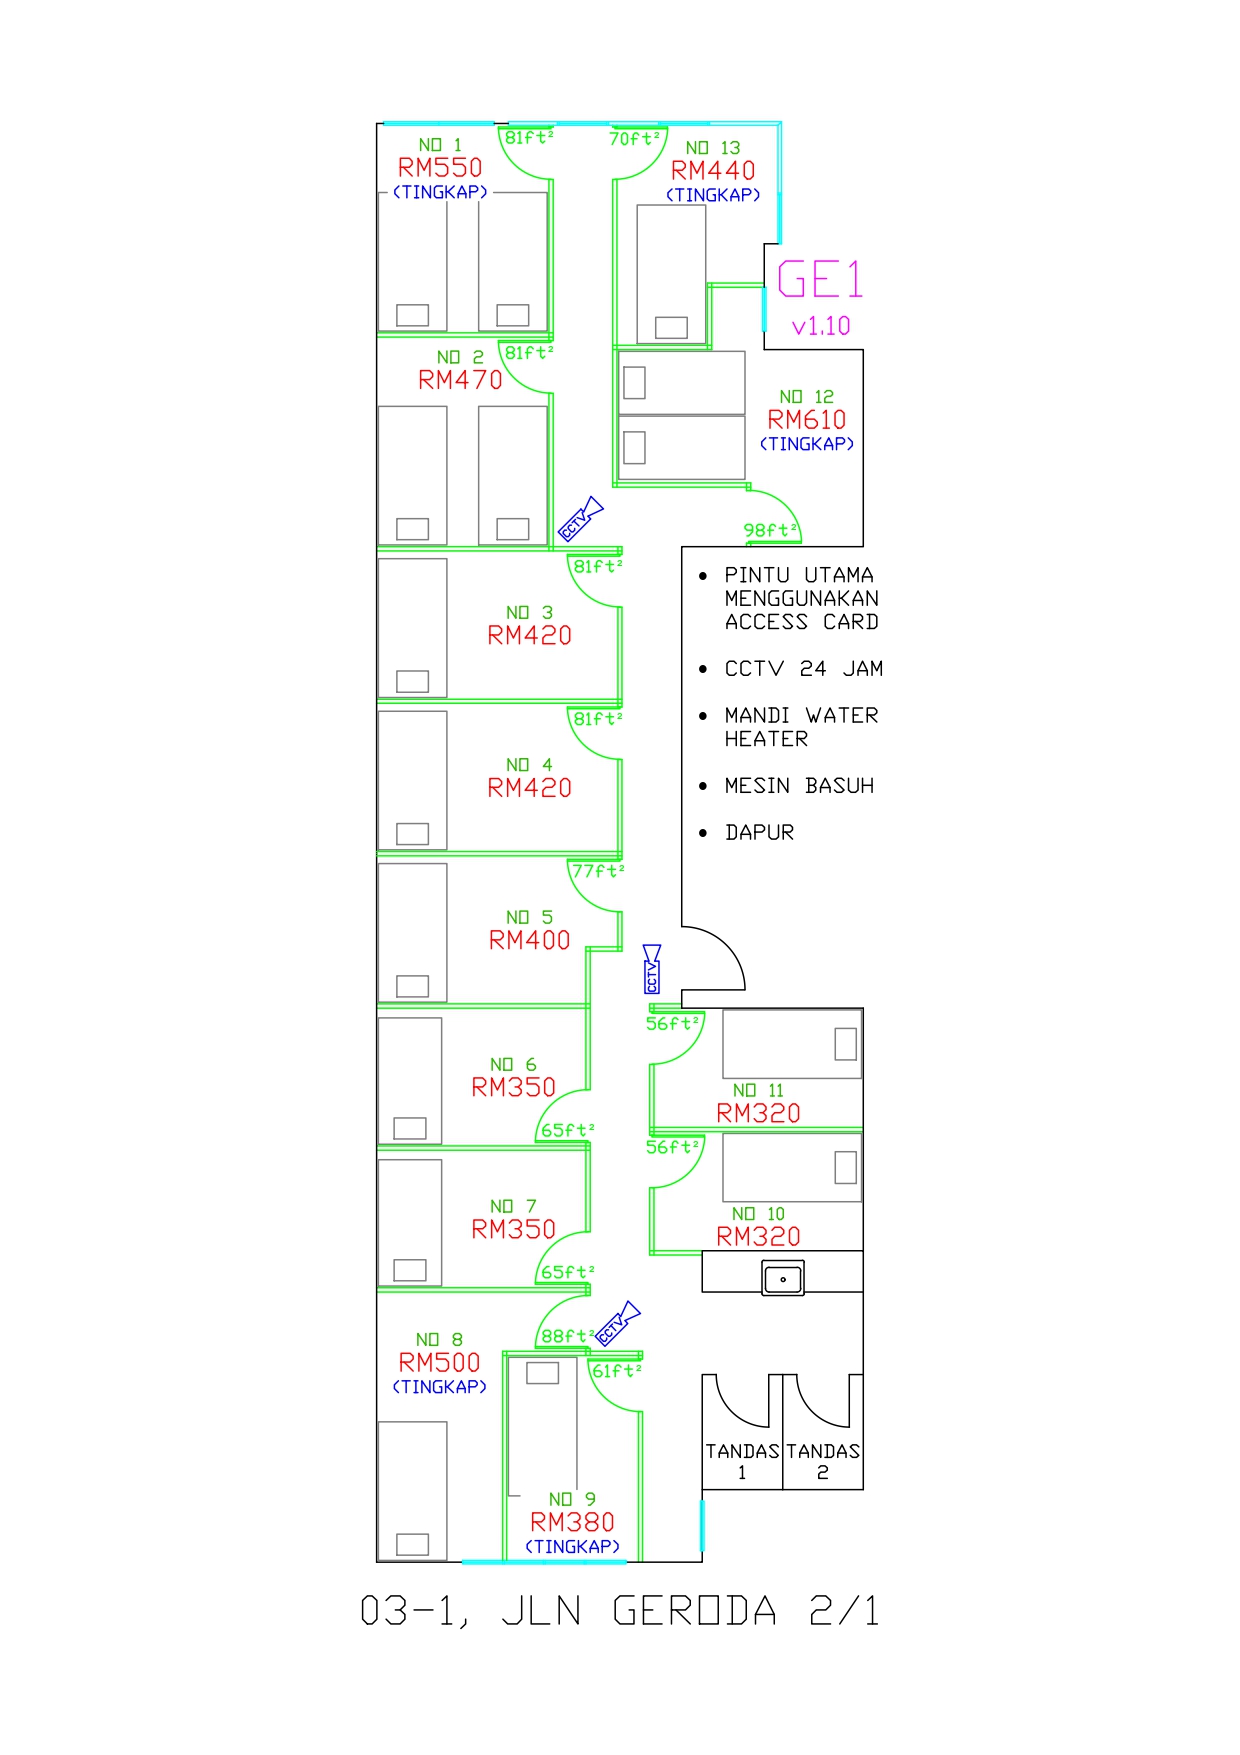 81ft²
70ft²
NO 1
RM550
(TINGKAP)
NO 13
RM440
(TINGKAP)
GE1
v1.10
81ft²
NO 2
RM470
NO 12
RM610
(TINGKAP)
CCTV
98ft²
81ft²
NO 3
RM420
• PINTU UTAMA
MENGGUNAKAN
ACCESS CARD
• CCTV 24 JAM
• MANDI WATER
HEATER
• MESIN BASUH
• DAPUR
81ft²
NO 4
RM420
77ft²
NO 5
RM400
CCTV
56ft²
NO 6
RM350
65ft²
NO 11
RM320
56ft²
NO 7
RM350
65ft²
NO 10
RM320
88ft²
CCTV
NO 8
RM500
(TINGKAP)
61ft²
TANDAS
1
TANDAS
2
NO 9
RM380
(TINGKAP)
03-1, JLN GERODA 2/1